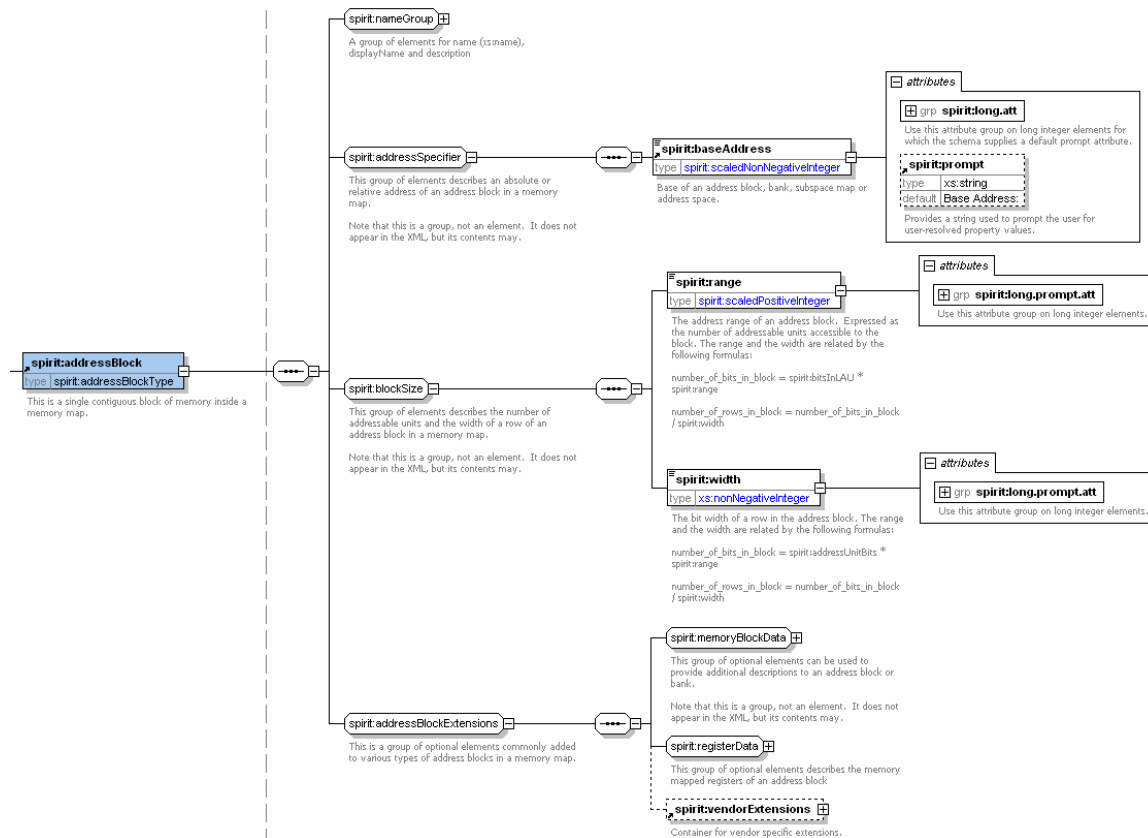 spirit:nameGroup
A group of elements for name (xs:name),
displayName and description
attributes
grp spirit:long.att
Use this attribute group on long integer elements for
which the schema supplies a default prompt attribute.
spirit:prompt
type xs:string
default Base Address:
Provides a string used to prompt the user for
user-resolved property values.
spirit:addressSpecifier
This group of elements describes an absolute or
relative address of an address block in a memory
map.
Note that this is a group, not an element. It does not
appear in the XML, but its contents may.
spirit:baseAddress
type spirit:scaledNonNegativeInteger
Base of an address block, bank, subspace map or
address space.
spirit:addressBlock
type spirit:addressBlockType
This is a single contiguous block of memory inside a
memory map.
spirit:blockSize
This group of elements describes the number of
addressable units and the width of a row of an
address block in a memory map.
Note that this is a group, not an element. It does not
appear in the XML, but its contents may.
spirit:range
type spirit:scaledPositiveInteger
The address range of an address block. Expressed as
the number of addressable units accessible to the
block. The range and the width are related by the
following formulas:
number_of_bits_in_block = spirit:bitsInLAU *
spirit:range
number_of_rows_in_block = number_of_bits_in_block
/ spirit:width
attributes
grp spirit:long.prompt.att
Use this attribute group on long integer elements.
spirit:width
type xs:nonNegativeInteger
The bit width of a row in the address block. The range
and the width are related by the following formulas:
number_of_bits_in_block = spirit:addressUnitBits *
spirit:range
number_of_rows_in_block = number_of_bits_in_block
/ spirit:width
attributes
grp spirit:long.prompt.att
Use this attribute group on long integer elements.
spirit:addressBlockExtensions
This is a group of optional elements commonly added
to various types of address blocks in a memory map.
spirit:memoryBlockData
This group of optional elements can be used to
provide additional descriptions to an address block or
bank.
Note that this is a group, not an element. It does not
appear in the XML, but its contents may.
spirit:registerData
This group of optional elements describes the memory
mapped registers of an address block
spirit:vendorExtensions
Container for vendor specific extensions.